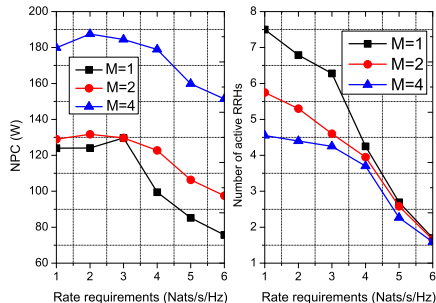 200
180
160
140
120
100
80
60
NPC (W)
M=1
M=2
M=4
1 2 3 4 5 6
Rate requirements (Nats/s/Hz)
8
7
6
5
4
3
2
1
Number of active RRHs
M=1
M=2
M=4
1 2 3 4 5 6
Rate requirements (Nats/s/Hz)